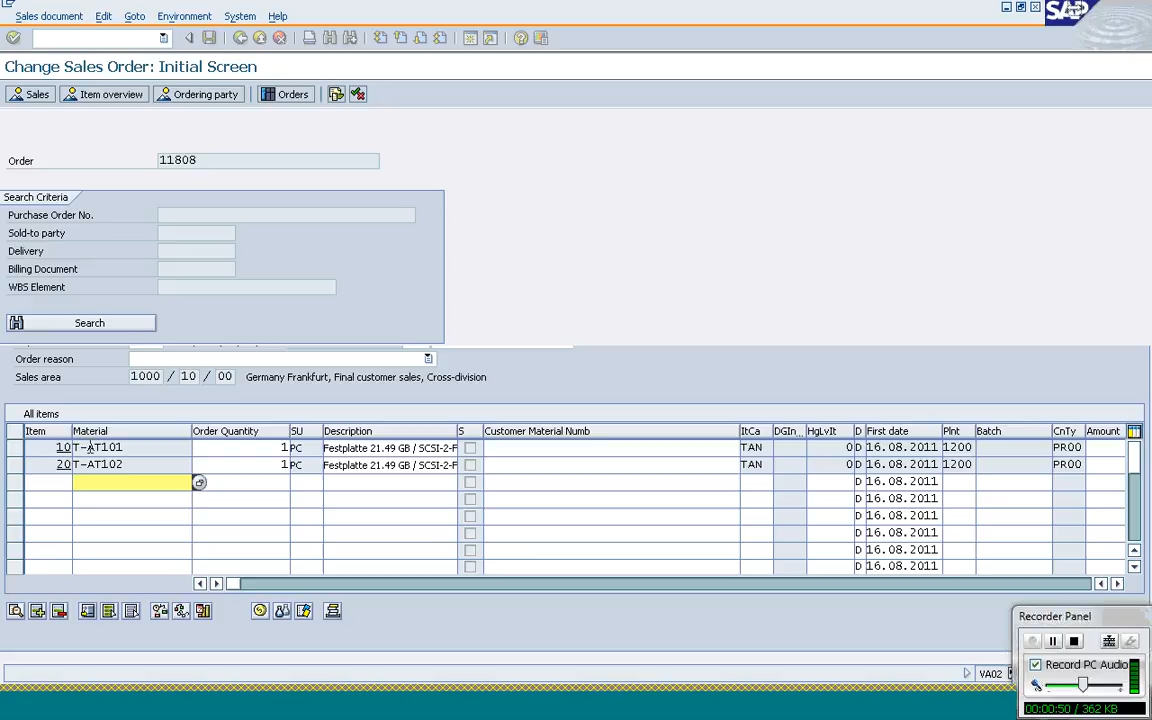 Sales document Edit Goto Environment System Help
SAP
Change Sales Order: Initial Screen
Sales Item overview Ordering party Orders
Order 11808
Search Criteria
Purchase Order No.
Sold-to party
Delivery
Billing Document
WBS Element
Search
Order reason
Sales area 1000 / 10 / 00 Germany Frankfurt, Final customer sales, Cross-division
All items
Item Material Order Quantity SU Description S Customer Material Numb ItCa DGIn... HgLvIt D First date Plnt Batch CnTy Amount
10 T-AT101 1 PC Festplatte 21.49 GB / SCSI-2-F TAN 0 D 16.08.2011 1200 PR00
20 T-AT102 1 PC Festplatte 21.49 GB / SCSI-2-F TAN 0 D 16.08.2011 1200 PR00
D 16.08.2011
D 16.08.2011
D 16.08.2011
D 16.08.2011
D 16.08.2011
D 16.08.2011
Recorder Panel
Record PC Audio
VA02
00:00:50 / 362 KB